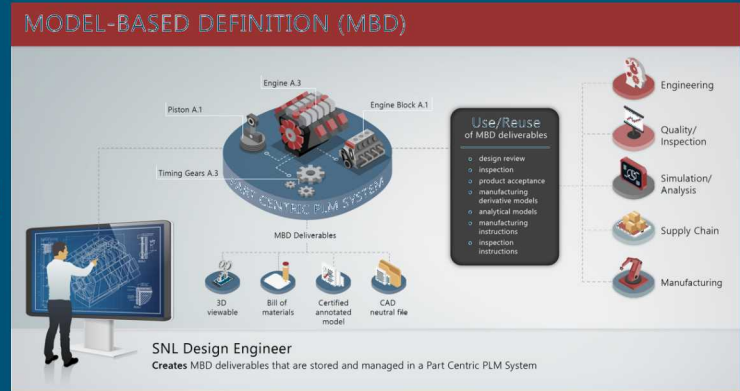 MODEL-BASED DEFINITION (MBD)
Engine A.3
Piston A.1
Engine Block A.1
Timing Gears A.3
PART CENTRIC PLM SYSTEM
MBD Deliverables
3D
viewable
Bill of
materials
Certified
annotated
model
CAD
neutral file
Use/Reuse
of MBD deliverables
design review
inspection
product acceptance
manufacturing
derivative models
analytical models
manufacturing
instructions
inspection
instructions
Engineering
Quality/
Inspection
Simulation/
Analysis
Supply Chain
Manufacturing
SNL Design Engineer
Creates MBD deliverables that are stored and managed in a Part Centric PLM System